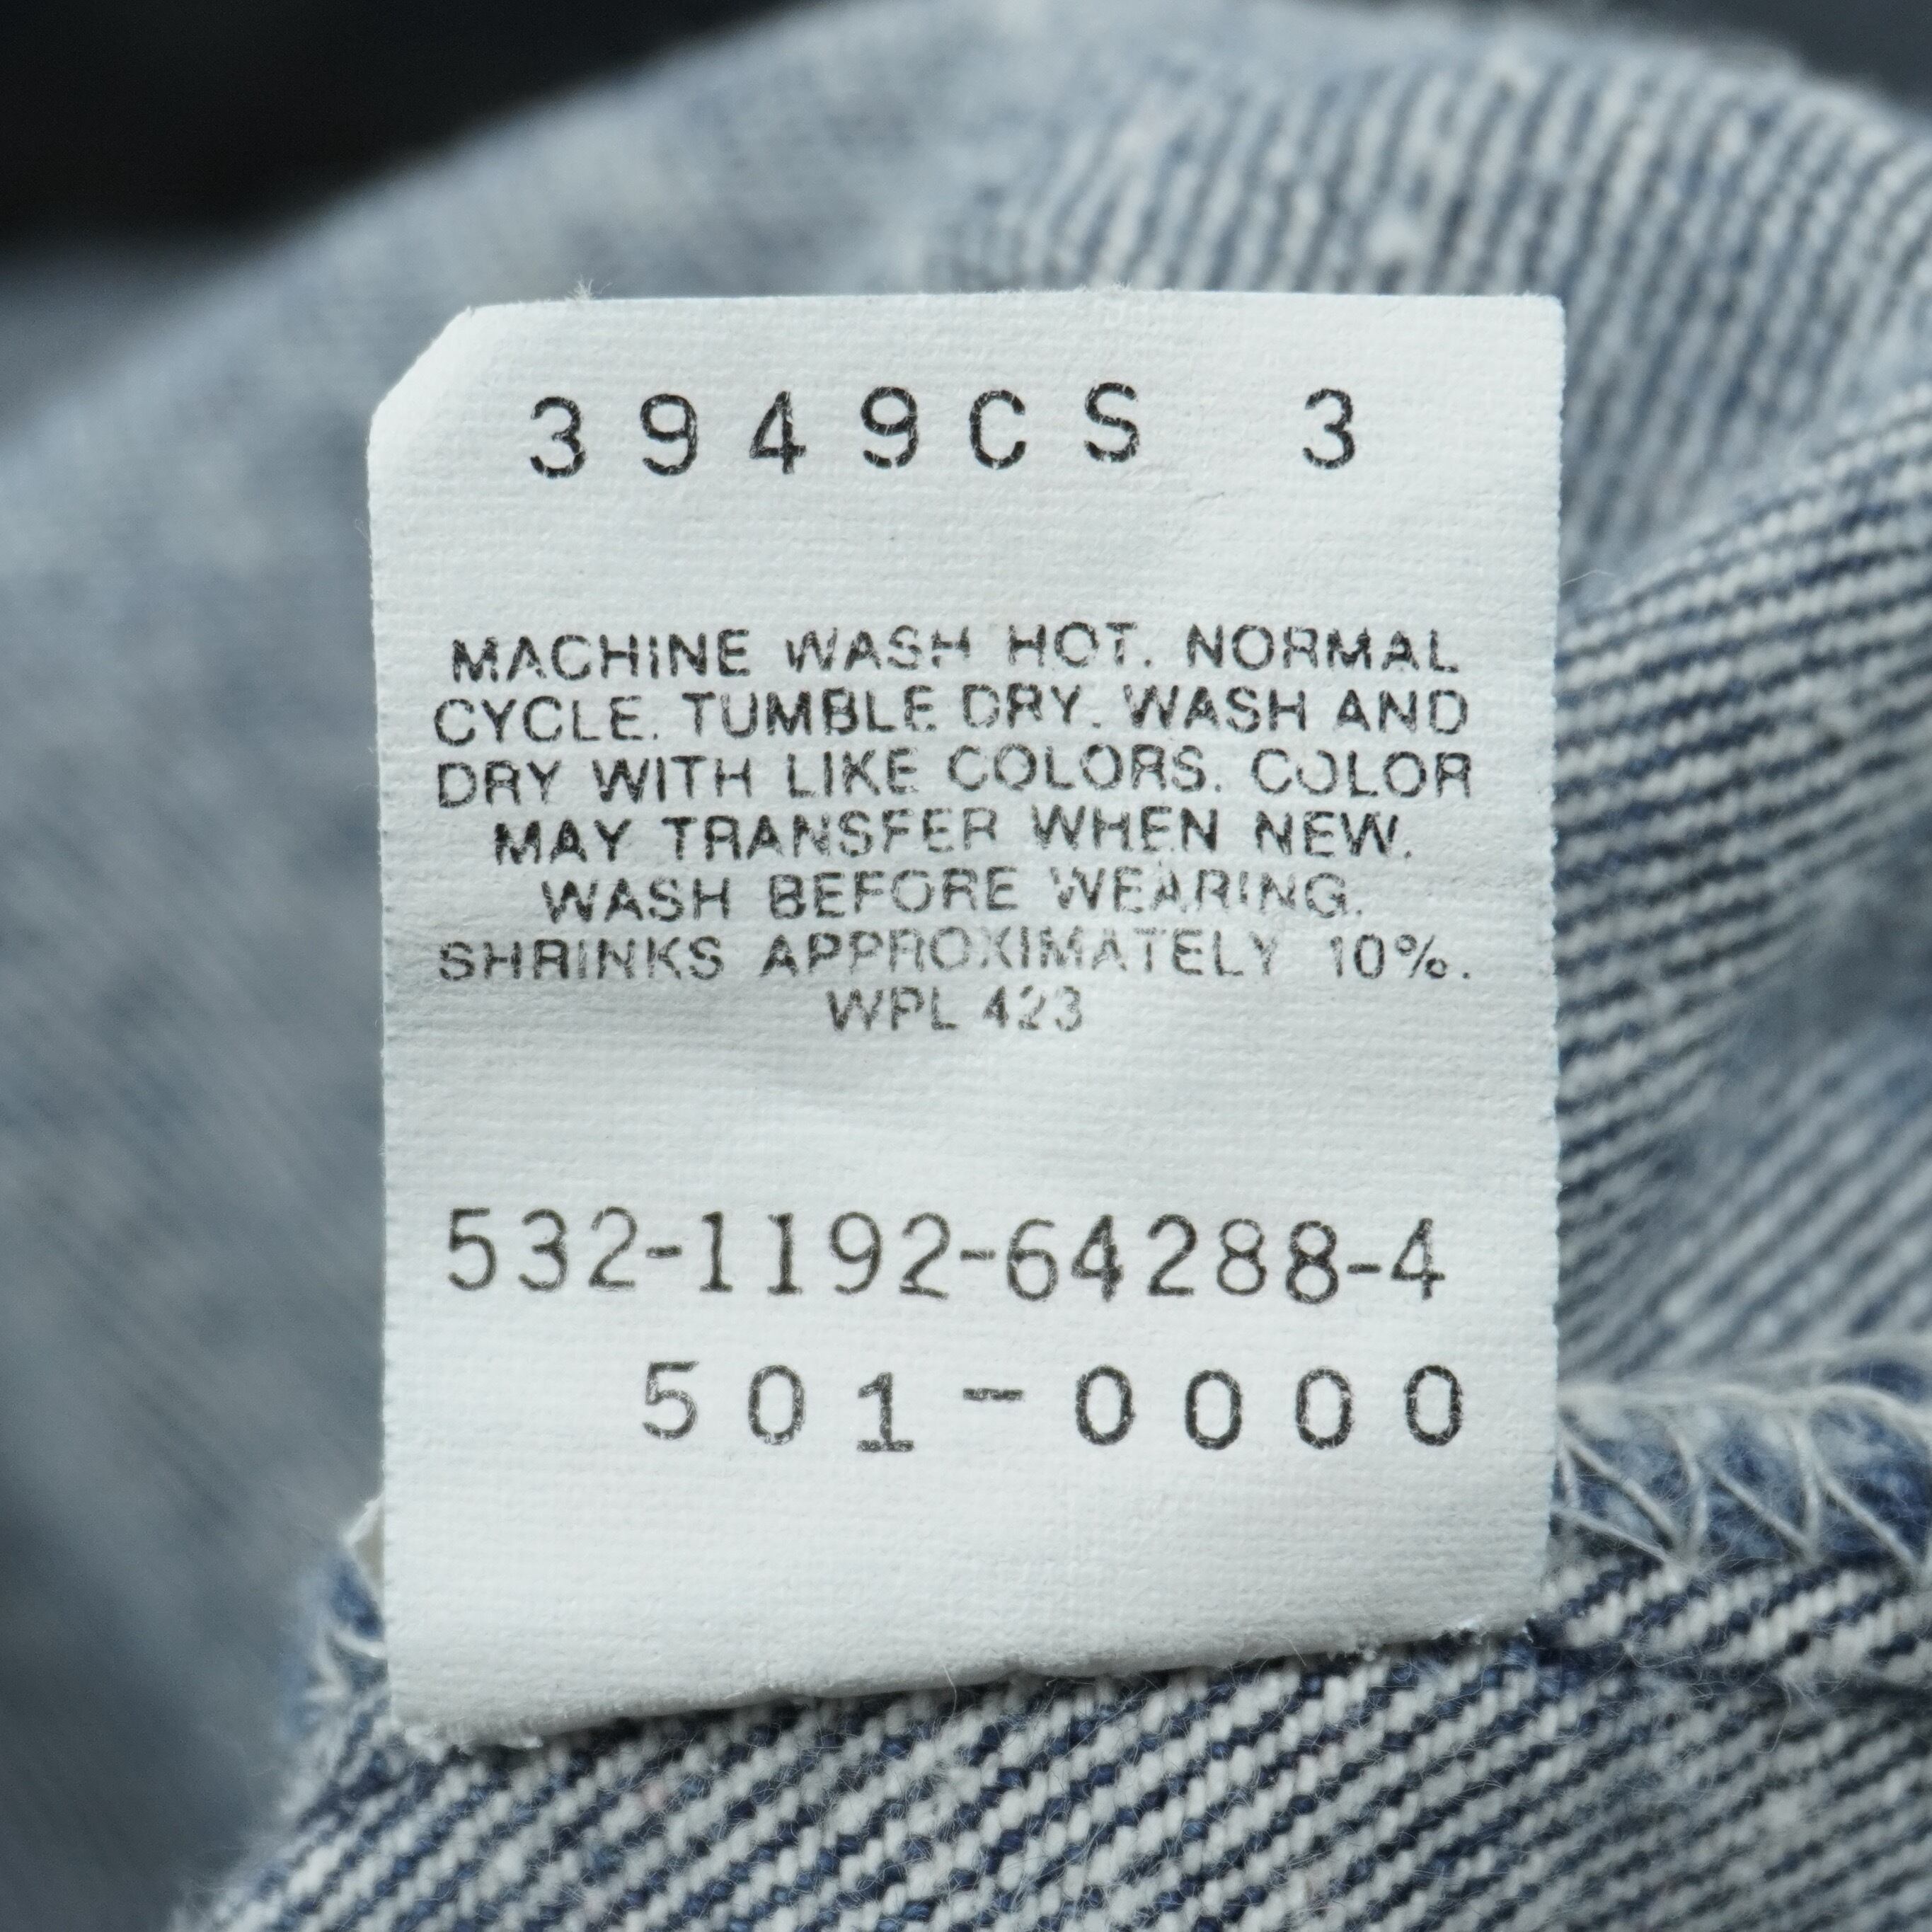 3949CS 3
MACHINE WASH HOT. NORMAL
CYCLE. TUMBLE DRY. WASH AND
DRY WITH LIKE COLORS. COLOR
MAY TRANSFER WHEN NEW.
WASH BEFORE WEARING.
SHRINKS APPROXIMATELY 10%.
WPL 423
532-1192-64288-4
501-0000